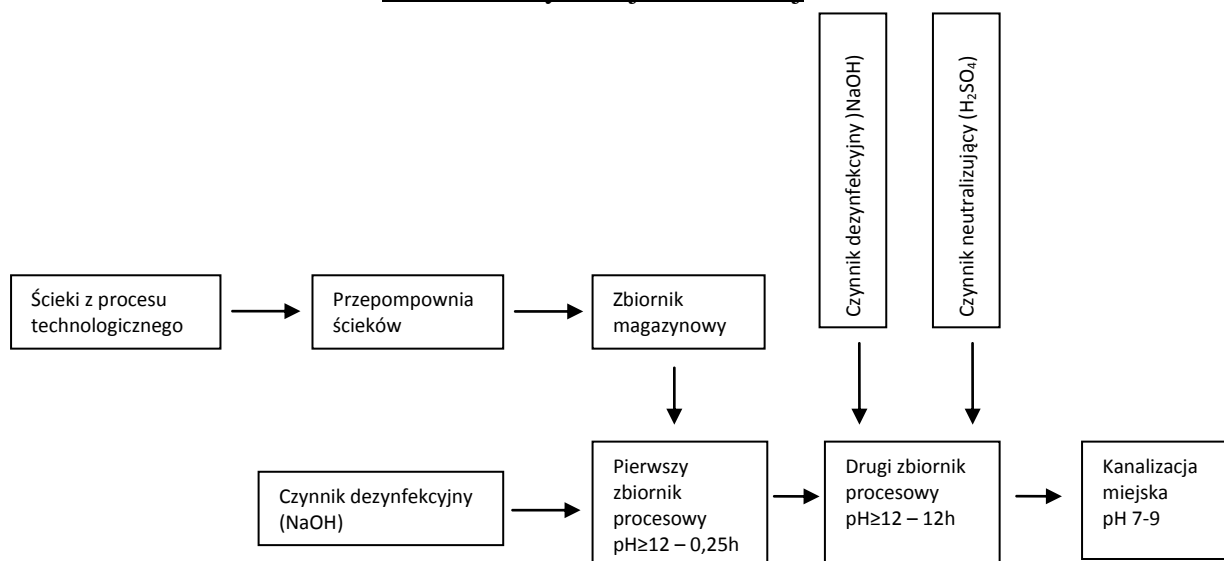 Czynnik dezynfekcyjny )NaOH)
Czynnik neutralizujący (H₂SO₄)
Ścieki z procesu
technologicznego
Przepompownia
ścieków
Zbiornik
magazynowy
Czynnik dezynfekcyjny
(NaOH)
Pierwszy
zbiornik
procesowy
pH≥12 – 0,25h
Drugi zbiornik
procesowy
pH≥12 – 12h
Kanalizacja
miejska
pH 7-9